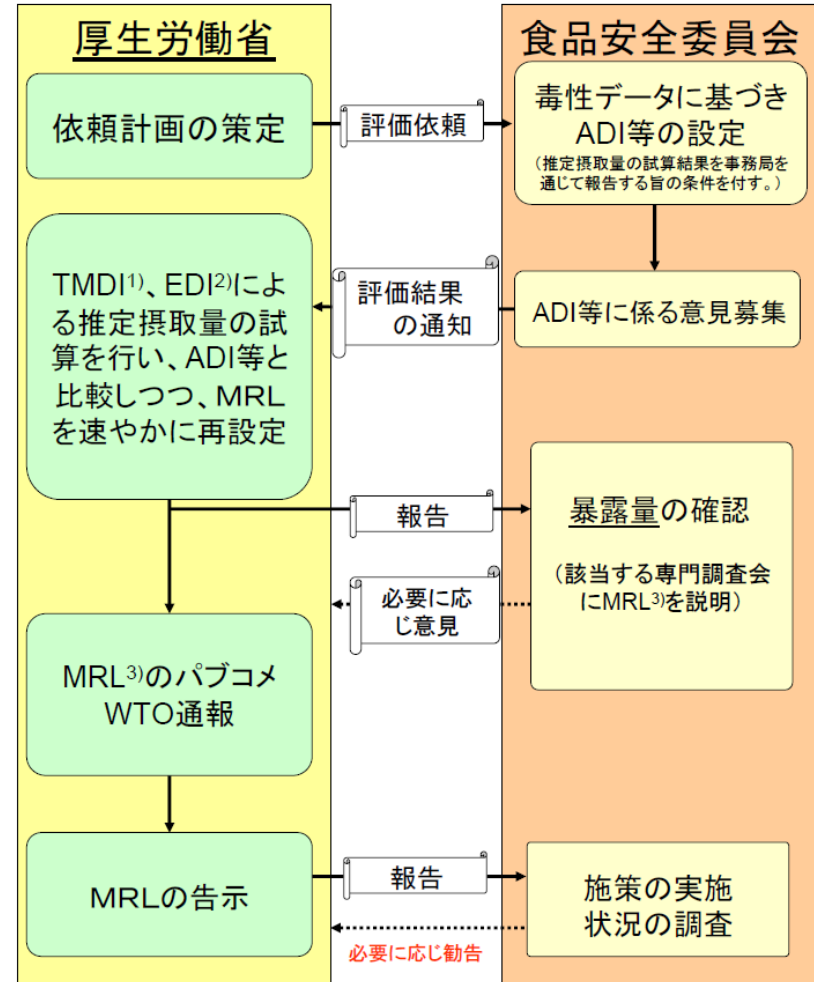 厚生労働省
食品安全委員会
依頼計画の策定
評価依頼
毒性データに基づき
ADI等の設定
（推定摂取量の試算結果を事務局を
通じて報告する旨の条件を付す。）
TMDI1)、EDI2)によ
る推定摂取量の試
算を行い、ADI等と
比較しつつ、ＭＲＬ
を速やかに再設定
評価結果
の通知
ADI等に係る意見募集
報告
暴露量の確認
（該当する専門調査会
にMRL3)を説明）
必要に応
じ意見
MRL3)のパブコメ
WTO通報
ＭＲＬの告示
報告
施策の実施
状況の調査
必要に応じ勧告